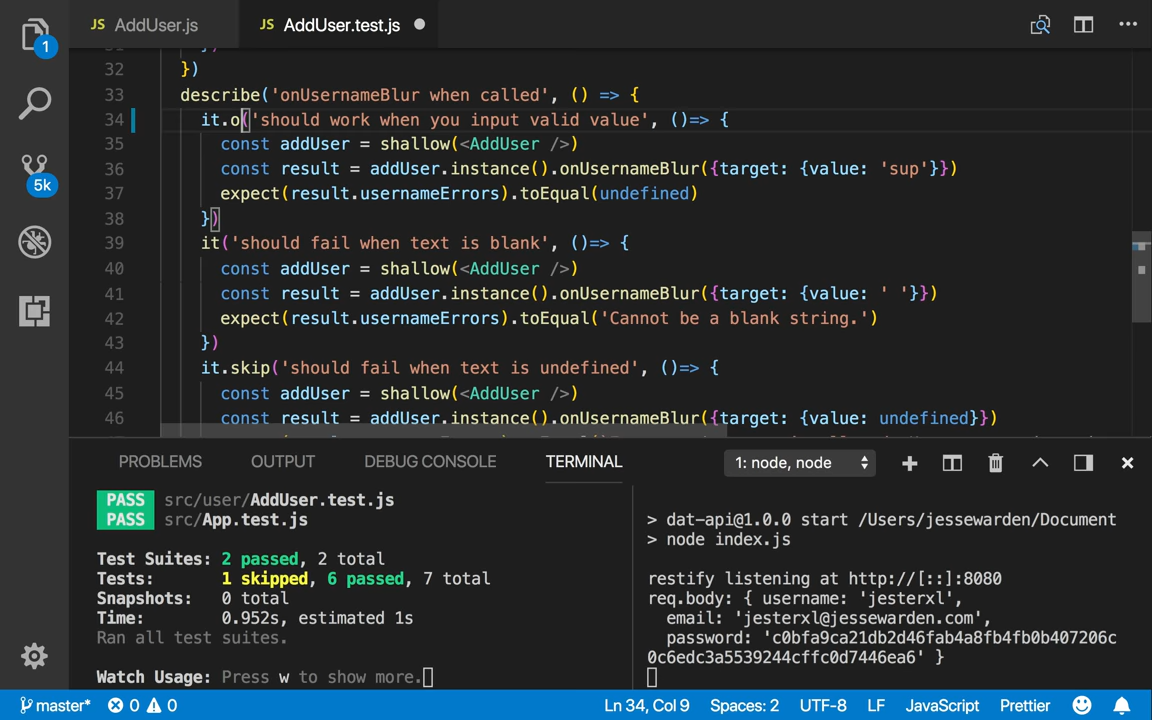 JS AddUser.js JS AddUser.test.js
1
32 })
33 describe('onUsernameBlur when called', () => {
34 it.o('should work when you input valid value', ()=> {
35 const addUser = shallow(<AddUser />)
36 const result = addUser.instance().onUsernameBlur({target: {value: 'sup'}})
37 expect(result.usernameErrors).toEqual(undefined)
38 })
39 it('should fail when text is blank', ()=> {
40 const addUser = shallow(<AddUser />)
41 const result = addUser.instance().onUsernameBlur({target: {value: ' '}})
42 expect(result.usernameErrors).toEqual('Cannot be a blank string.')
43 })
44 it.skip('should fail when text is undefined', ()=> {
45 const addUser = shallow(<AddUser />)
46 const result = addUser.instance().onUsernameBlur({target: {value: undefined}})
5k
PROBLEMS OUTPUT DEBUG CONSOLE TERMINAL 1: node, node
PASS src/user/AddUser.test.js
PASS src/App.test.js
Test Suites: 2 passed, 2 total
Tests: 1 skipped, 6 passed, 7 total
Snapshots: 0 total
Time: 0.952s, estimated 1s
Ran all test suites.
Watch Usage: Press w to show more.
> dat-api@1.0.0 start /Users/jessewarden/Document
> node index.js
restify listening at http://[::]:8080
req.body: { username: 'jesterxl',
email: 'jesterxl@jessewarden.com',
password: 'c0bfa9ca21db2d46fab4a8fb4fb0b407206c
0c6edc3a5539244cffc0d7446ea6' }
master* 0 0 Ln 34, Col 9 Spaces: 2 UTF-8 LF JavaScript Prettier